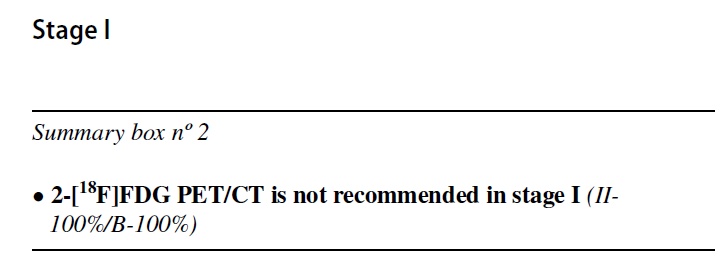 Stage I
Summary box nº 2
• 2-[¹⁸F]FDG PET/CT is not recommended in stage I (II-
100%/B-100%)